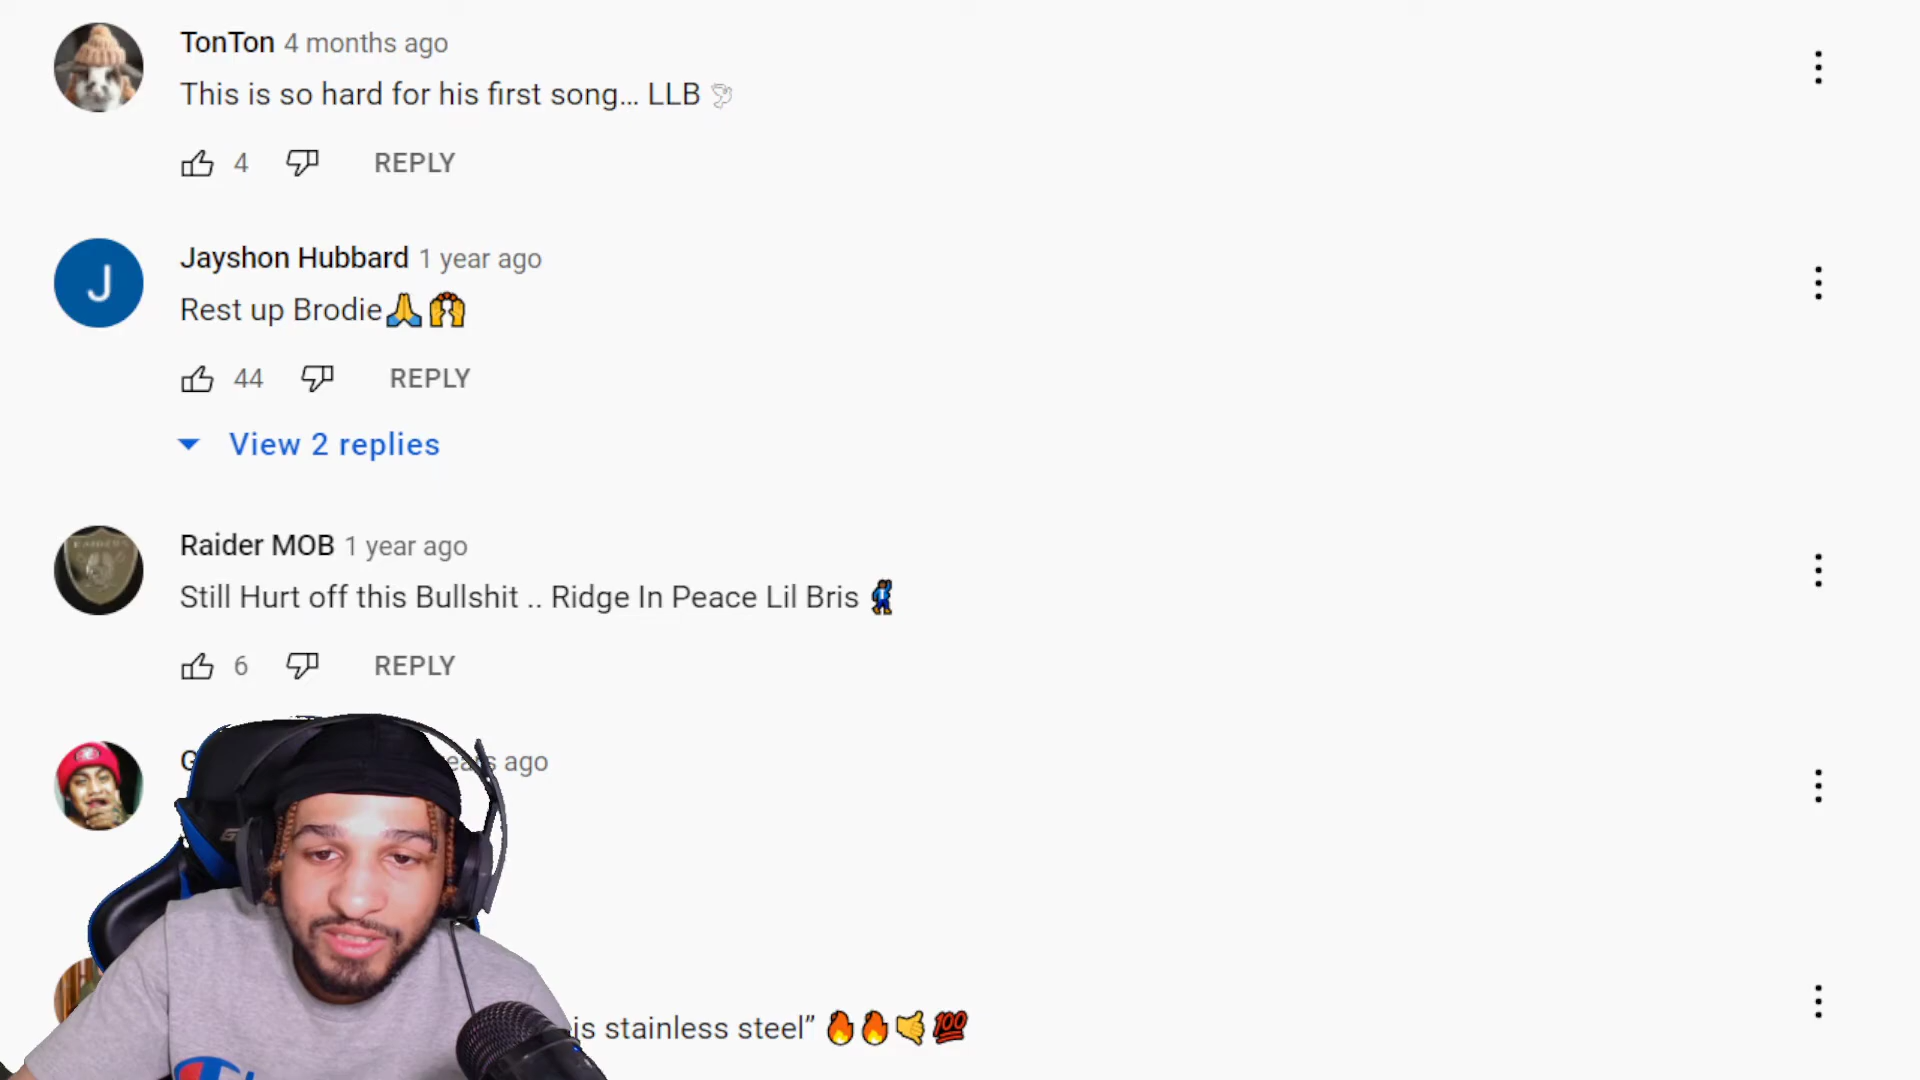 TonTon 4 months ago
This is so hard for his first song... LLB 🕊
4 REPLY
J
Jayshon Hubbard 1 year ago
Rest up Brodie🙏🙌
44 REPLY
View 2 replies
RAIDERS
Raider MOB 1 year ago
Still Hurt off this Bullshit .. Ridge In Peace Lil Bris 🧍🏾‍♂️
6 REPLY
ago
is stainless steel” 🔥🔥🤙💯